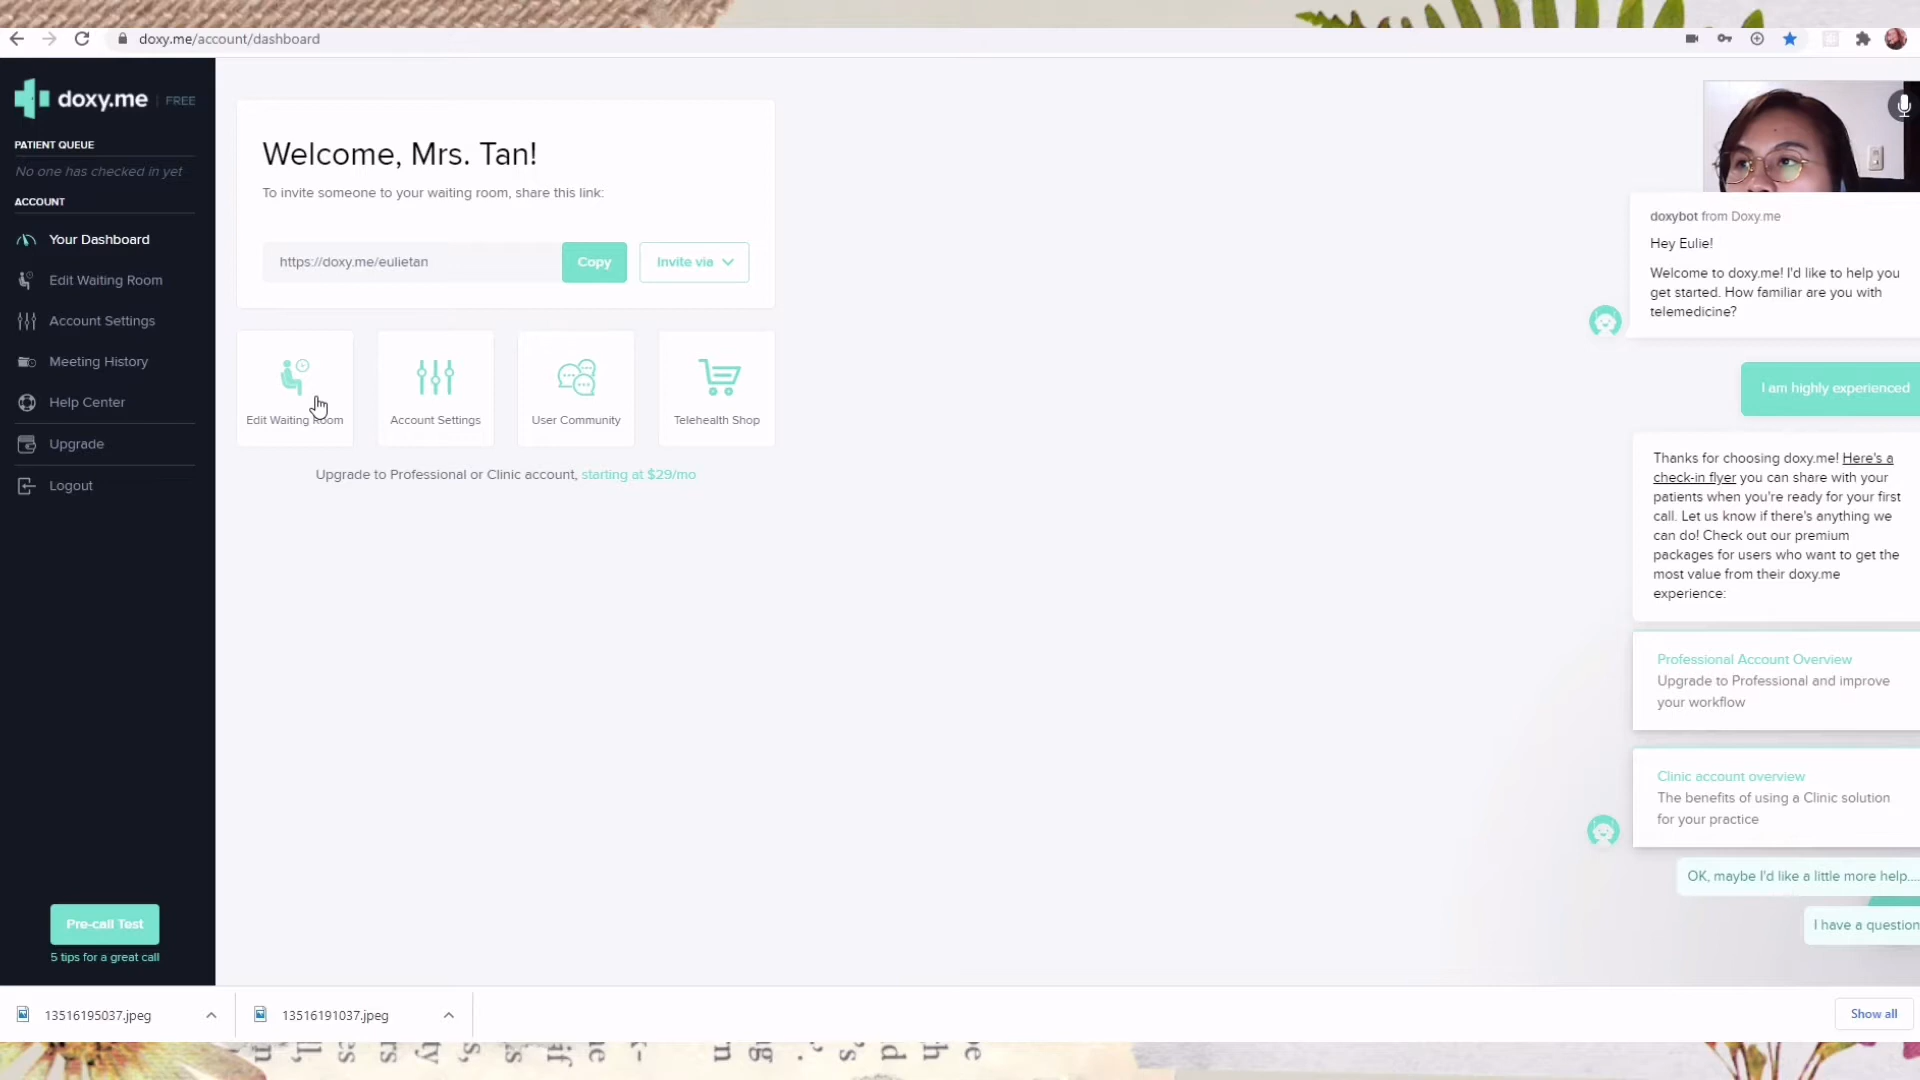 doxy.me/account/dashboard
doxy.me | FREE
PATIENT QUEUE
No one has checked in yet
ACCOUNT
Your Dashboard
Edit Waiting Room
Account Settings
Meeting History
Help Center
Upgrade
Logout
Pre-call Test
5 tips for a great call
Welcome, Mrs. Tan!
To invite someone to your waiting room, share this link:
https://doxy.me/eulietan
Copy
Invite via
Edit Waiting Room
Account Settings
User Community
Telehealth Shop
Upgrade to Professional or Clinic account, starting at $29/mo
doxybot from Doxy.me
Hey Eulie!
Welcome to doxy.me! I'd like to help you
get started. How familiar are you with
telemedicine?
I am highly experienced
Thanks for choosing doxy.me! Here's a
check-in flyer you can share with your
patients when you're ready for your first
call. Let us know if there's anything we
can do! Check out our premium
packages for users who want to get the
most value from their doxy.me
experience:
Professional Account Overview
Upgrade to Professional and improve
your workflow
Clinic account overview
The benefits of using a Clinic solution
for your practice
OK, maybe I'd like a little more help....
I have a question
13516195037.jpeg
13516191037.jpeg
Show all